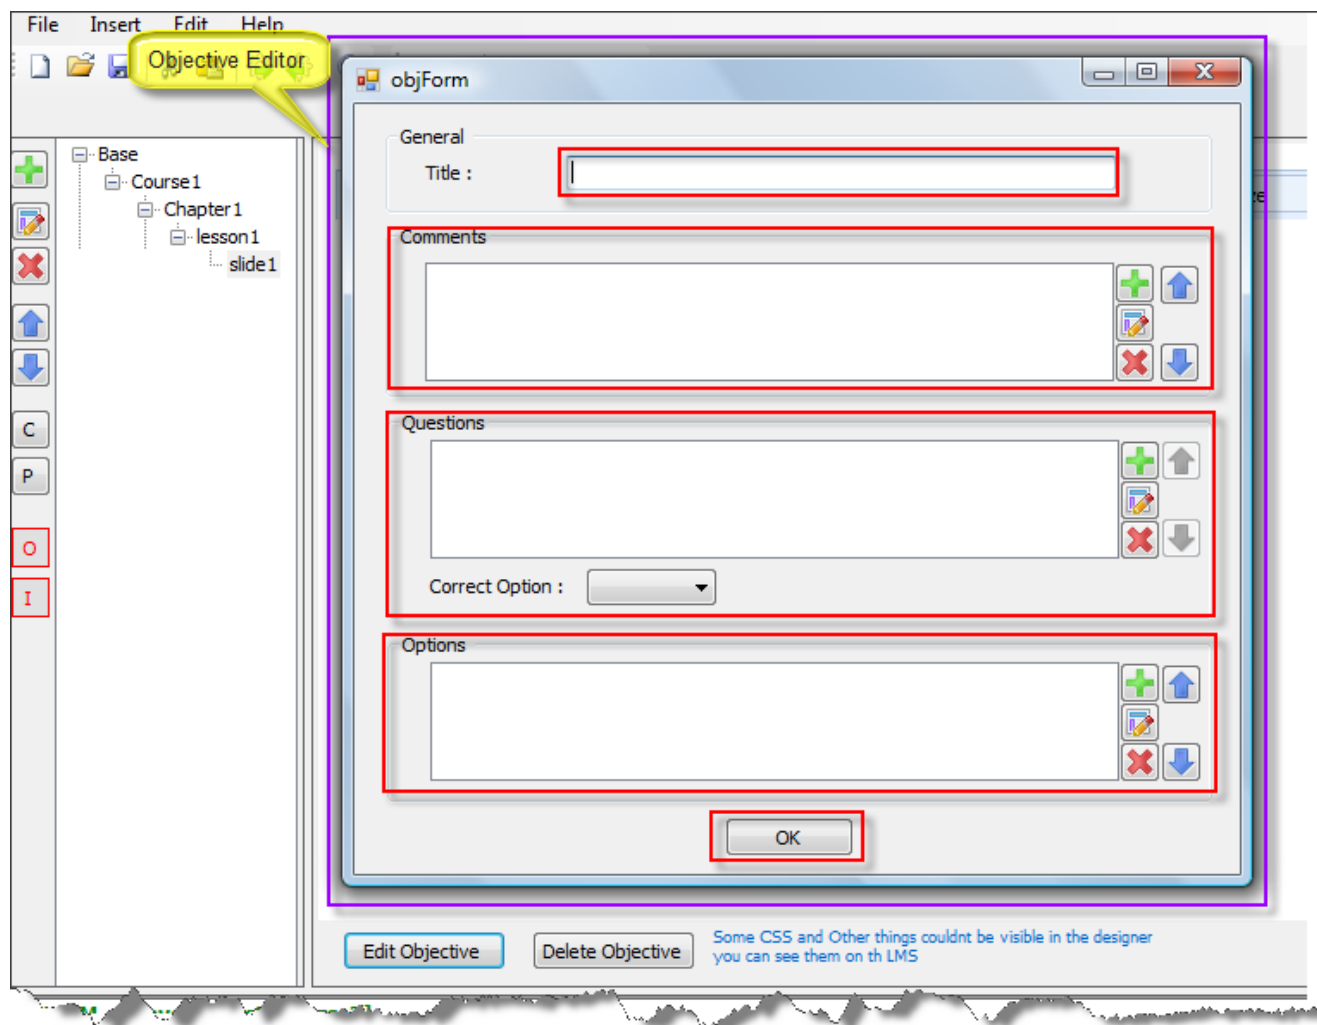 File Insert Edit Help
Objective Editor
objForm
General
Title :
Base
Course1
Chapter1
lesson1
slide1
Comments
Questions
C
P
O
I
Correct Option :
Options
OK
Edit Objective
Delete Objective
Some CSS and Other things couldnt be visible in the designer
you can see them on th LMS